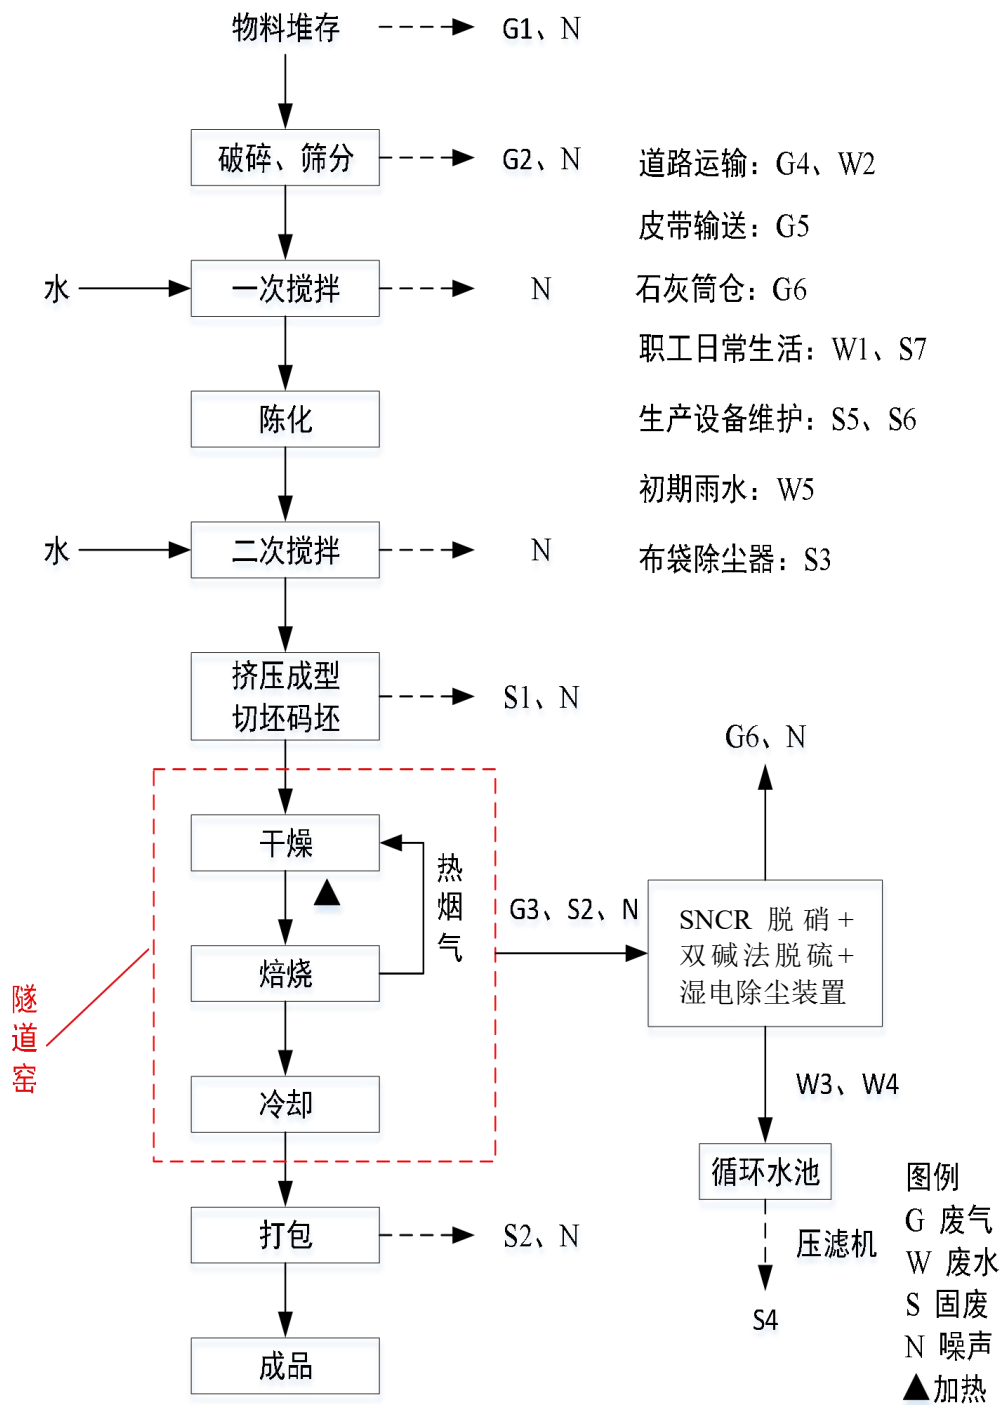 物料堆存
G1、N
破碎、筛分
G2、N
水
一次搅拌
N
陈化
水
二次搅拌
N
挤压成型
切坯码坯
S1、N
干燥
热烟气
焙烧
冷却
隧道窑
G3、S2、N
打包
S2、N
成品
道路运输：G4、W2
皮带输送：G5
石灰筒仓：G6
职工日常生活：W1、S7
生产设备维护：S5、S6
初期雨水：W5
布袋除尘器：S3
G6、N
SNCR 脱硝+
双碱法脱硫+
湿电除尘装置
W3、W4
循环水池
压滤机
S4
图例
G 废气
W 废水
S 固废
N 噪声
▲加热